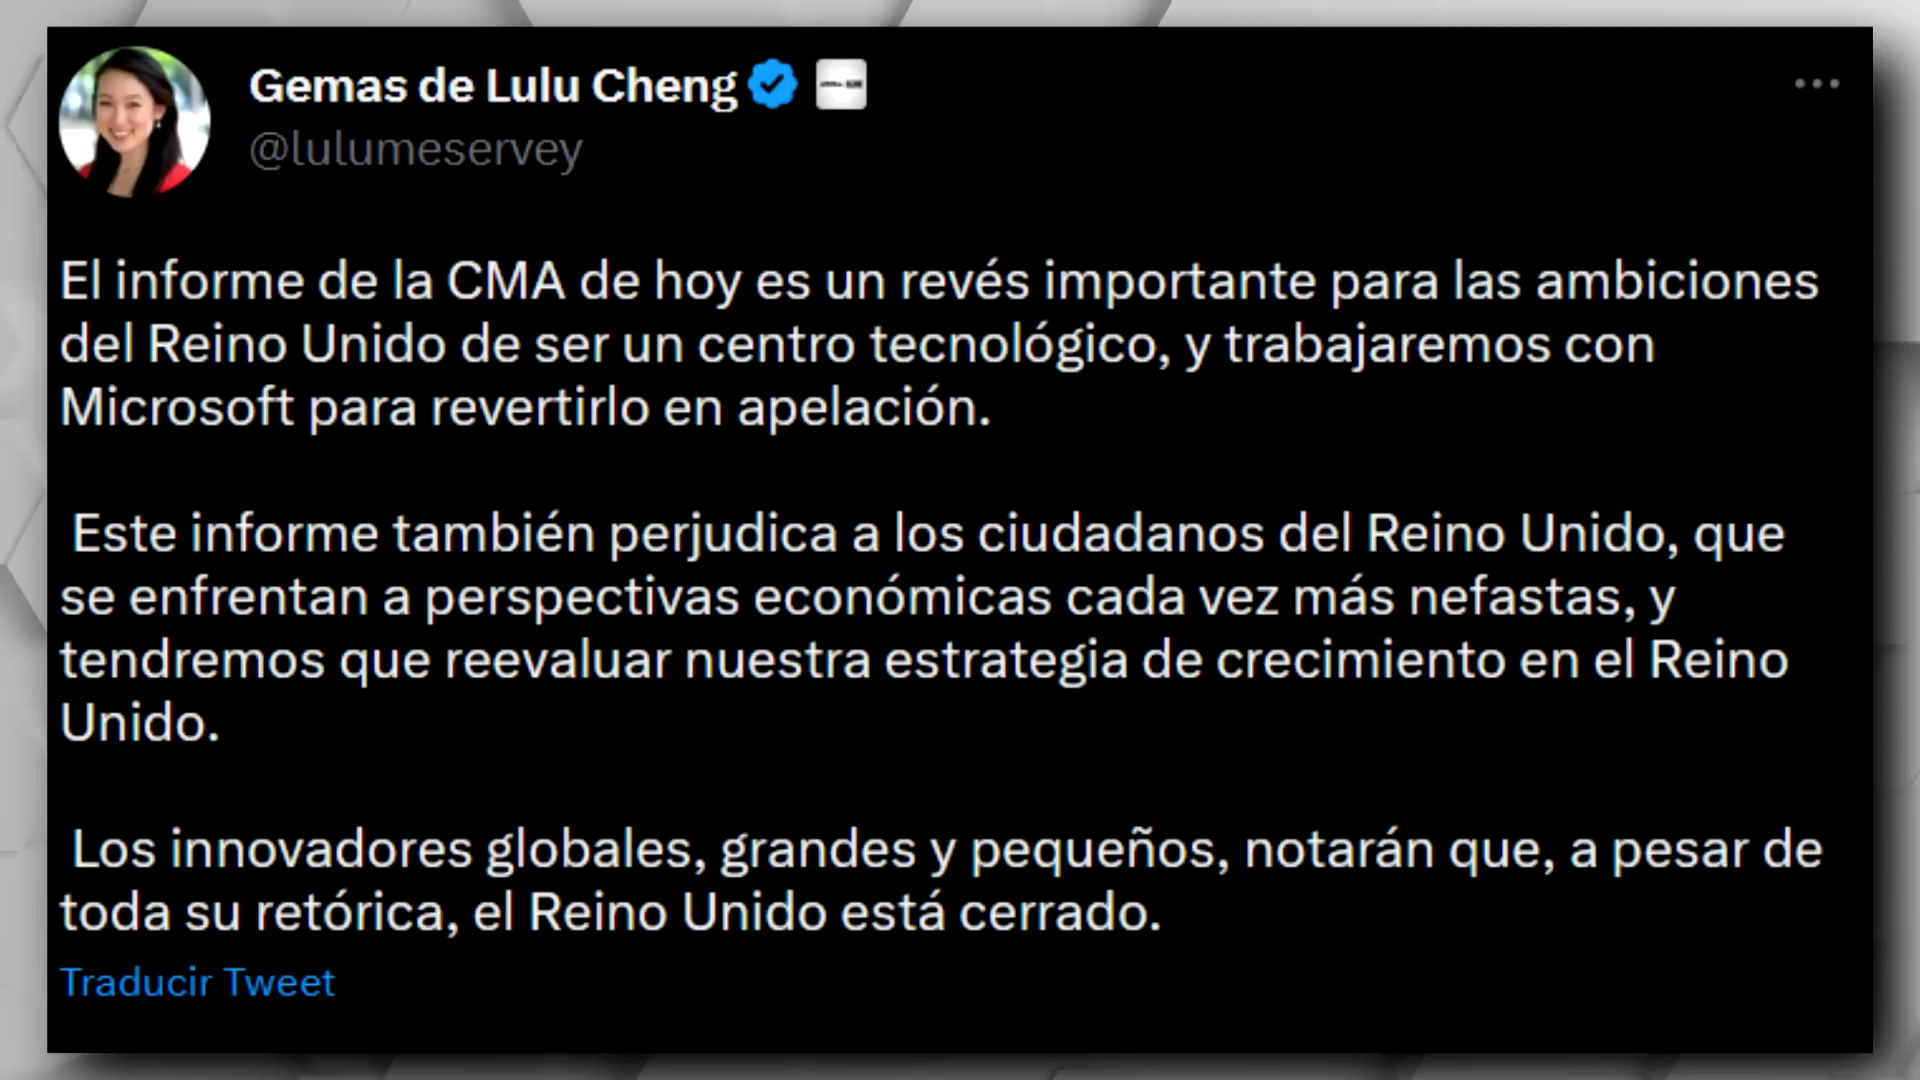 Gemas de Lulu Cheng
@lulumeservey
El informe de la CMA de hoy es un revés importante para las ambiciones
del Reino Unido de ser un centro tecnológico, y trabajaremos con
Microsoft para revertirlo en apelación.
Este informe también perjudica a los ciudadanos del Reino Unido, que
se enfrentan a perspectivas económicas cada vez más nefastas, y
tendremos que reevaluar nuestra estrategia de crecimiento en el Reino
Unido.
Los innovadores globales, grandes y pequeños, notarán que, a pesar de
toda su retórica, el Reino Unido está cerrado.
Traducir Tweet